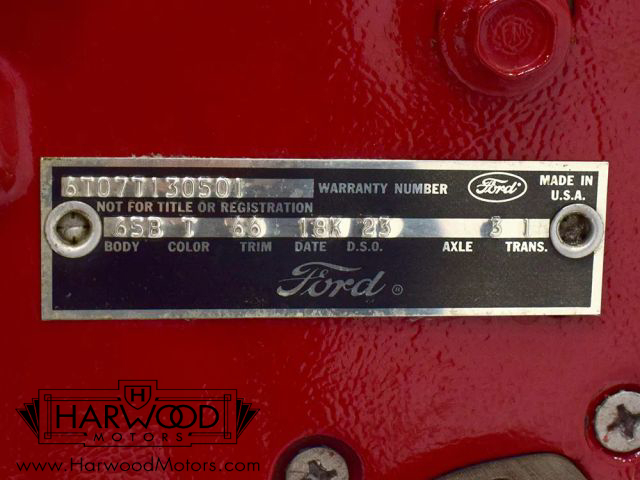 6T07T130501 WARRANTY NUMBER Ford MADE IN U.S.A.
NOT FOR TITLE OR REGISTRATION
65B T 66 18K 23 3 1
BODY COLOR TRIM DATE D.S.O. AXLE TRANS.
Ford ®
H
HARWOOD
MOTORS
www.HarwoodMotors.com